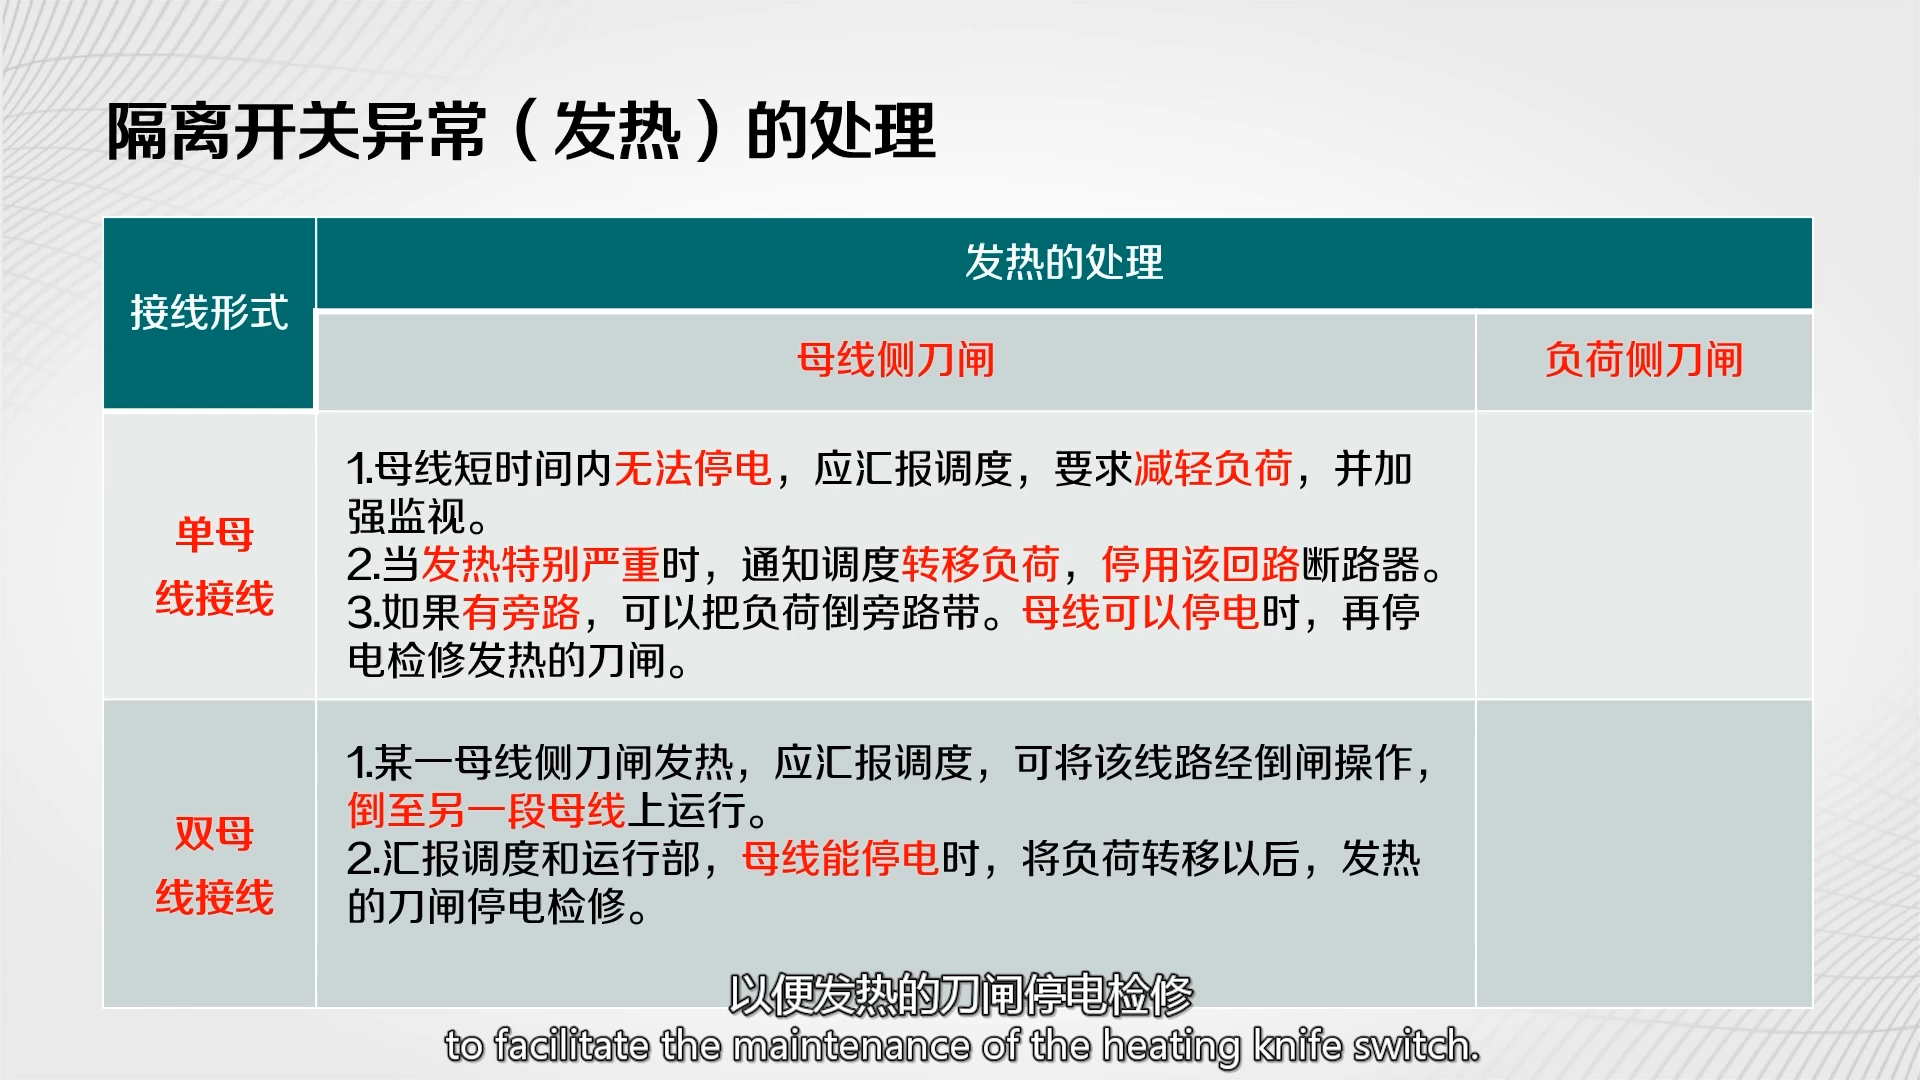 隔离开关异常（发热）的处理
接线形式
发热的处理
母线侧刀闸
负荷侧刀闸
单母
线接线
1.母线短时间内无法停电，应汇报调度，要求减轻负荷，并加
强监视。
2.当发热特别严重时，通知调度转移负荷，停用该回路断路器。
3.如果有旁路，可以把负荷倒旁路带。母线可以停电时，再停
电检修发热的刀闸。
双母
线接线
1.某一母线侧刀闸发热，应汇报调度，可将该线路经倒闸操作，
倒至另一段母线上运行。
2.汇报调度和运行部，母线能停电时，将负荷转移以后，发热
的刀闸停电检修。
以便发热的刀闸停电检修
to facilitate the maintenance of the heating knife switch.